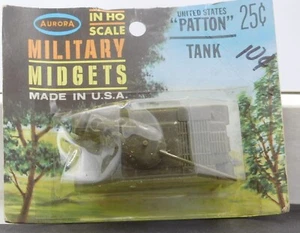 AURORA
IN HO
SCALE
MILITARY
MIDGETS
MADE IN U.S.A.
UNITED STATES
"PATTON"
TANK
25¢
10¢